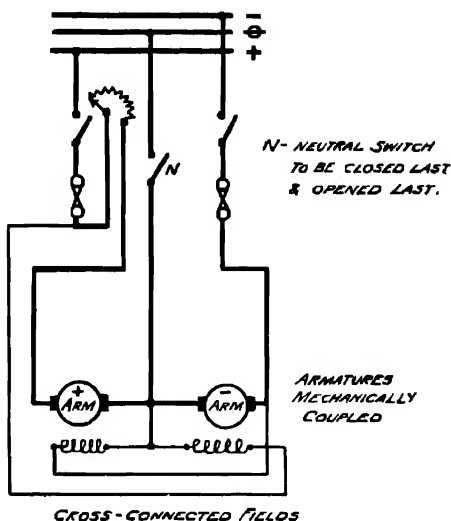 -
+
N- NEUTRAL SWITCH
TO BE CLOSED LAST
& OPENED LAST.
N
+
ARM
-
ARM
ARMATURES
MECHANICALLY
COUPLED
CROSS-CONNECTED FIELDS